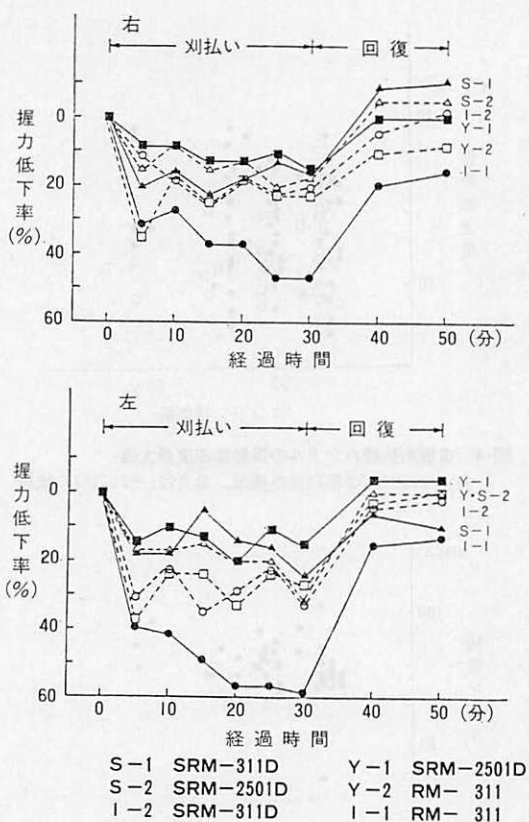 右
刈払い 回復
0
20
40
60
握力低下率(%)
S-1
S-2
I-2
Y-1
Y-2
I-1
0 10 20 30 40 50 (分)
経過時間
左
刈払い 回復
0
20
40
60
握力低下率(%)
Y-1
Y・S-2
I-2
S-1
I-1
0 10 20 30 40 50 (分)
経過時間
S-1 SRM-311D Y-1 SRM-2501D
S-2 SRM-2501D Y-2 RM- 311
I-2 SRM-311D I-1 RM- 311